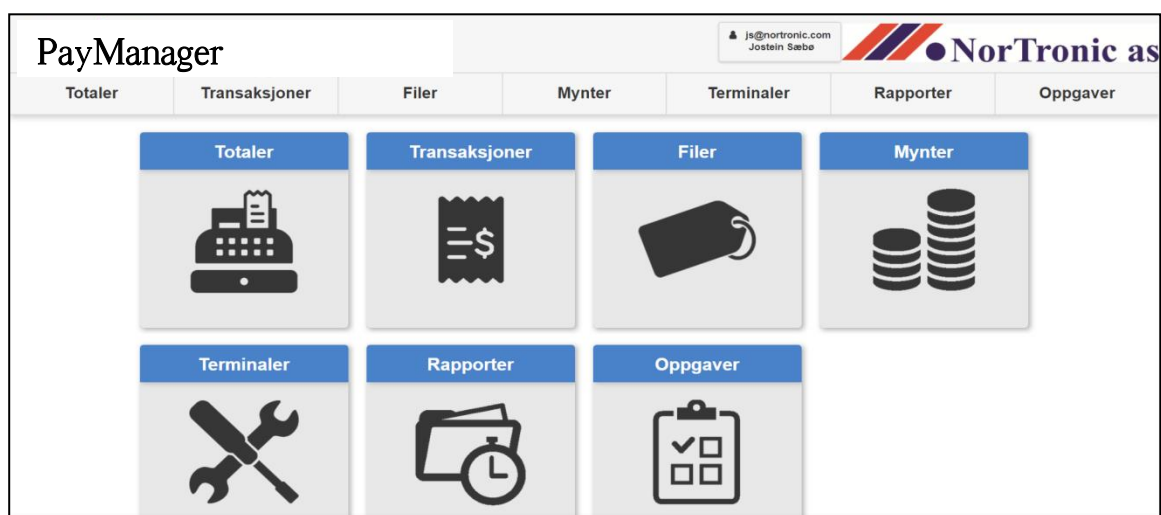 PayManager
js@nortronic.com
Jostein Sæbø
NorTronic as
Totaler Transaksjoner Filer Mynter Terminaler Rapporter Oppgaver
Totaler Transaksjoner Filer Mynter
$
Terminaler Rapporter Oppgaver